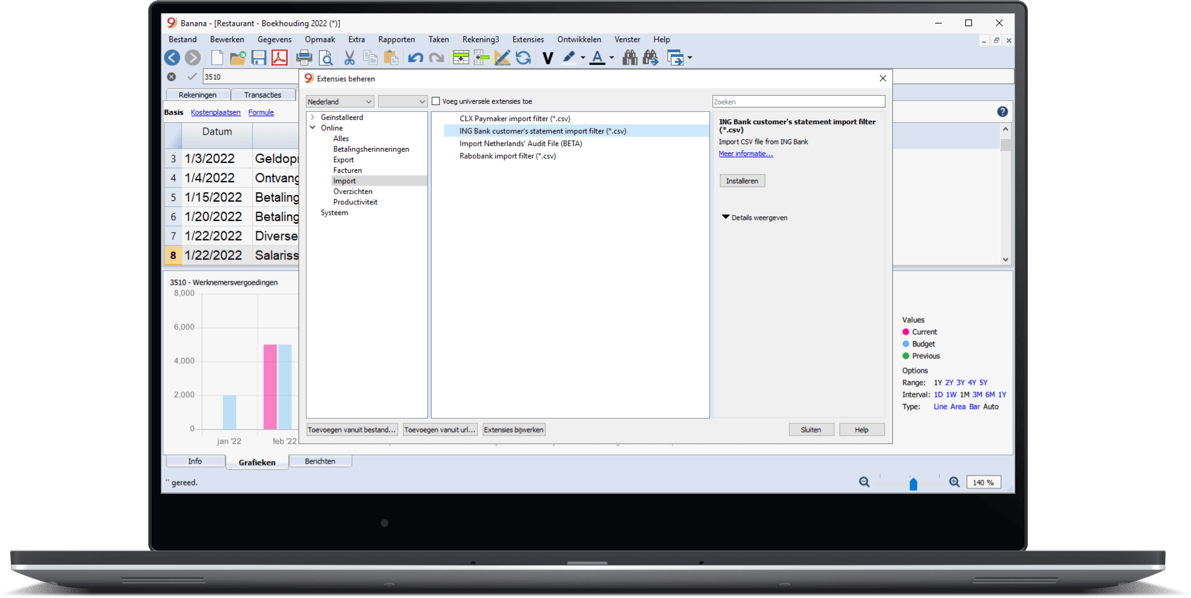 Banana - [Restaurant - Boekhouding 2022 (*)]
Bestand Bewerken Gegevens Opmaak Extra Rapporten Taken Rekening3 Extensies Ontwikkelen Venster Help
3510
Rekeningen Transacties
Basis Kostenplaatsen Formule
Datum
3 1/3/2022 Geldop
4 1/4/2022 Ontvang
5 1/15/2022 Betaling
6 1/20/2022 Betaling
7 1/22/2022 Diverse
8 1/22/2022 Salariss
Extensies beheren
Nederland
Voeg universele extensies toe
Zoeken
Geïnstalleerd
Online
Alles
Betalingsherinneringen
Export
Facturen
Import
Overzichten
Productiviteit
Systeem
CLX Paymaker import filter (*.csv)
ING Bank customer's statement import filter (*.csv)
Import Netherlands' Audit File (BETA)
Rabobank import filter (*.csv)
ING Bank customer's statement import filter
(*.csv)
Import CSV file from ING Bank
Meer informatie...
Installeren
Details weergeven
Toevoegen vanuit bestand... Toevoegen vanuit url... Extensies bijwerken Sluiten Help
3510 - Werknemersvergoedingen
8,000
6,000
4,000
2,000
0
jan '22 feb '22
Values
Current
Budget
Previous
Options
Range: 1Y 2Y 3Y 4Y 5Y
Interval: 1D 1W 1M 3M 6M 1Y
Type: Line Area Bar Auto
Info Grafieken Berichten
'' gereed.
140 %